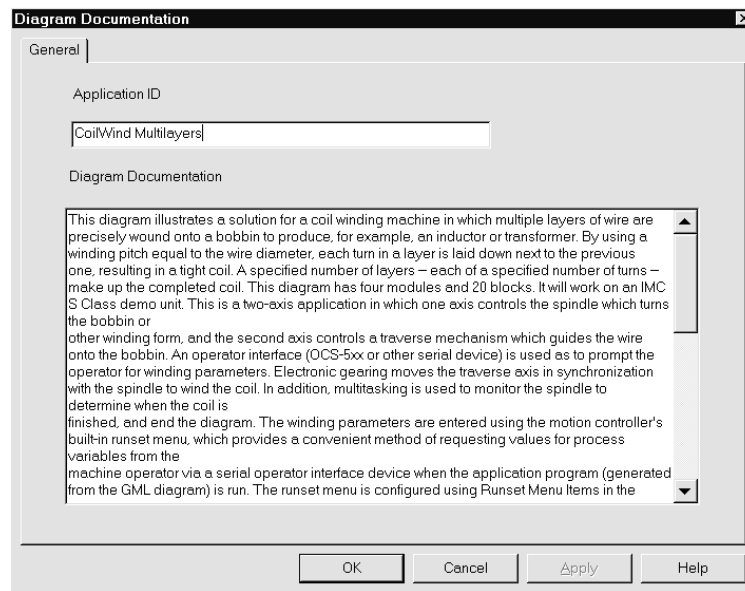 Diagram Documentation
General
Application ID
CoilWind Multilayers
Diagram Documentation
This diagram illustrates a solution for a coil winding machine in which multiple layers of wire are
precisely wound onto a bobbin to produce, for example, an inductor or transformer. By using a
winding pitch equal to the wire diameter, each turn in a layer is laid down next to the previous
one, resulting in a tight coil. A specified number of layers – each of a specified number of turns –
make up the completed coil. This diagram has four modules and 20 blocks. It will work on an IMC
S Class demo unit. This is a two-axis application in which one axis controls the spindle which turns
the bobbin or
other winding form, and the second axis controls a traverse mechanism which guides the wire
onto the bobbin. An operator interface (OCS-5xx or other serial device) is used as to prompt the
operator for winding parameters. Electronic gearing moves the traverse axis in synchronization
with the spindle to wind the coil. In addition, multitasking is used to monitor the spindle to
determine when the coil is
finished, and end the diagram. The winding parameters are entered using the motion controller's
built-in runset menu, which provides a convenient method of requesting values for process
variables from the
machine operator via a serial operator interface device when the application program (generated
from the GML diagram) is run. The runset menu is configured using Runset Menu Items in the
OK
Cancel
Apply
Help